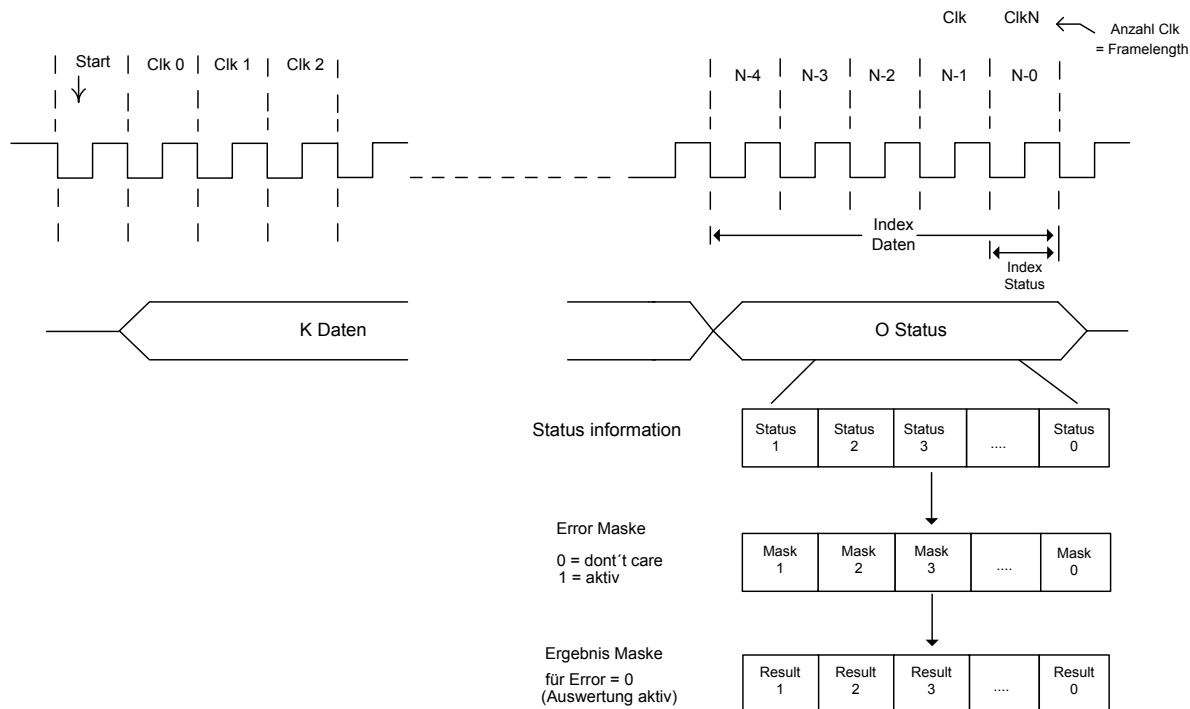 Clk ClkN
Anzahl Clk
= Framelength
Start Clk 0 Clk 1 Clk 2
N-4 N-3 N-2 N-1 N-0
Index
Daten
Index
Status
K Daten
O Status
Status information
Status 1 Status 2 Status 3 .... Status 0
Error Maske
0 = dont´t care
1 = aktiv
Mask 1 Mask 2 Mask 3 .... Mask 0
Ergebnis Maske
für Error = 0
(Auswertung aktiv)
Result 1 Result 2 Result 3 .... Result 0